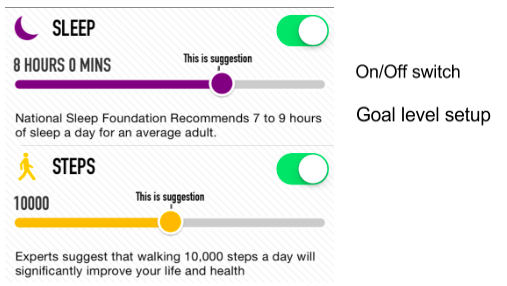 SLEEP
8 HOURS 0 MINS
This is suggestion
On/Off switch
National Sleep Foundation Recommends 7 to 9 hours
of sleep a day for an average adult.
Goal level setup
STEPS
10000
This is suggestion
Experts suggest that walking 10,000 steps a day will
significantly improve your life and health